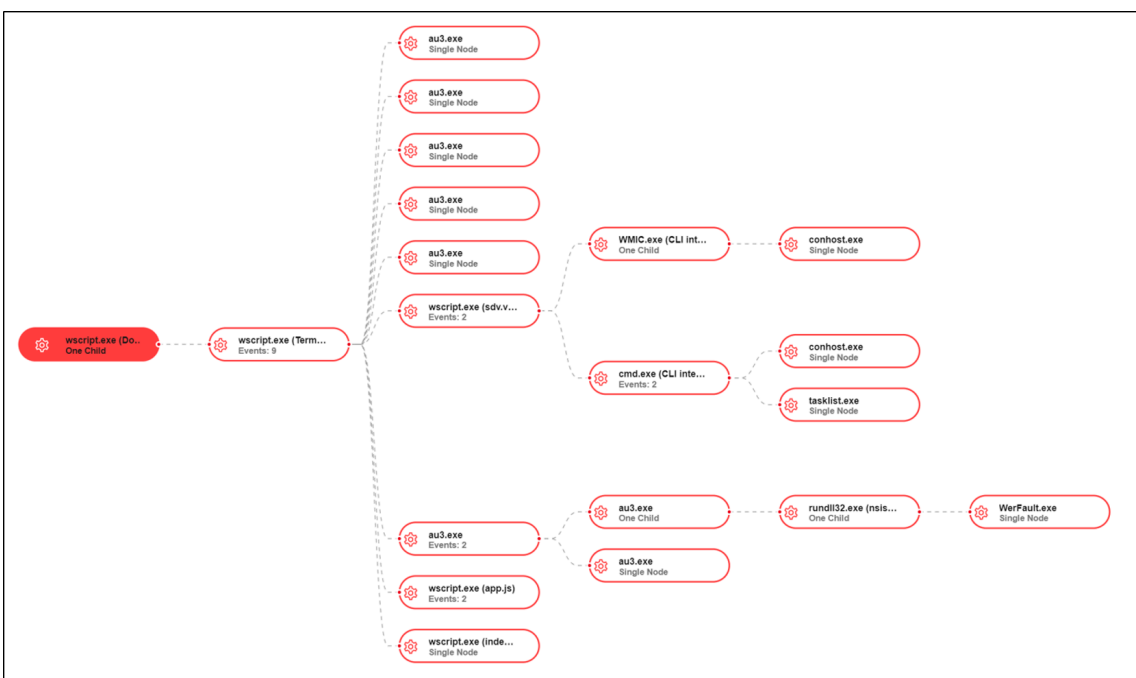 au3.exe
Single Node
au3.exe
Single Node
au3.exe
Single Node
au3.exe
Single Node
au3.exe
Single Node
WMIC.exe (CLI int...
One Child
conhost.exe
Single Node
wscript.exe (sdv.v...
Events: 2
wscript.exe (Do..
One Child
wscript.exe (Term...
Events: 9
cmd.exe (CLI inte...
Events: 2
conhost.exe
Single Node
tasklist.exe
Single Node
au3.exe
Events: 2
au3.exe
One Child
rundll32.exe (nsis...
One Child
WerFault.exe
Single Node
au3.exe
Single Node
wscript.exe (app.js)
Events: 2
wscript.exe (inde...
Single Node